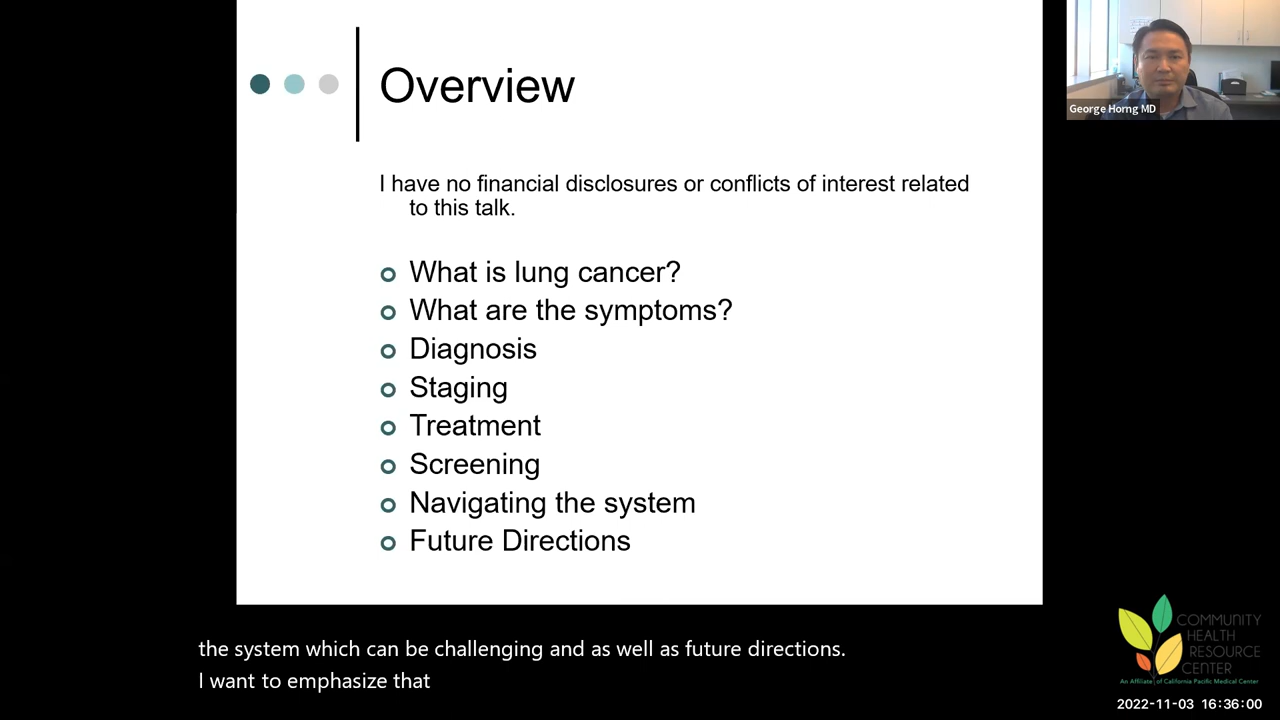 Overview
George Horng MD
I have no financial disclosures or conflicts of interest related
to this talk.
What is lung cancer?
What are the symptoms?
Diagnosis
Staging
Treatment
Screening
Navigating the system
Future Directions
the system which can be challenging and as well as future directions.
I want to emphasize that
COMMUNITY
HEALTH
RESOURCE
CENTER
An Affiliate of California Pacific Medical Center
2022-11-03 16:36:00